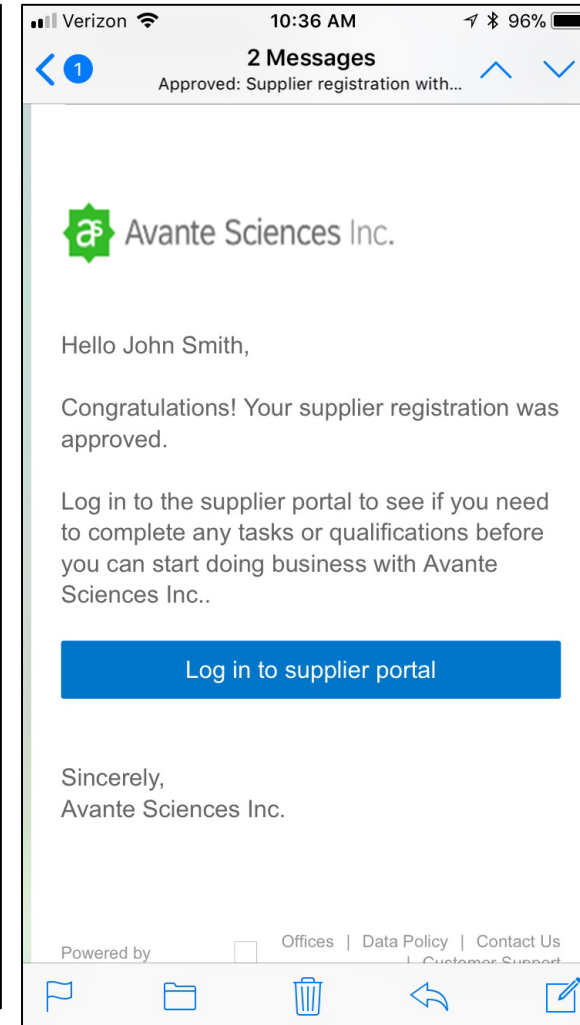 Verizon 10:36 AM 96%
1 2 Messages
Approved: Supplier registration with...
as Avante Sciences Inc.
Hello John Smith,
Congratulations! Your supplier registration was
approved.
Log in to the supplier portal to see if you need
to complete any tasks or qualifications before
you can start doing business with Avante
Sciences Inc..
Log in to supplier portal
Sincerely,
Avante Sciences Inc.
Powered by Offices | Data Policy | Contact Us
| Customer Support